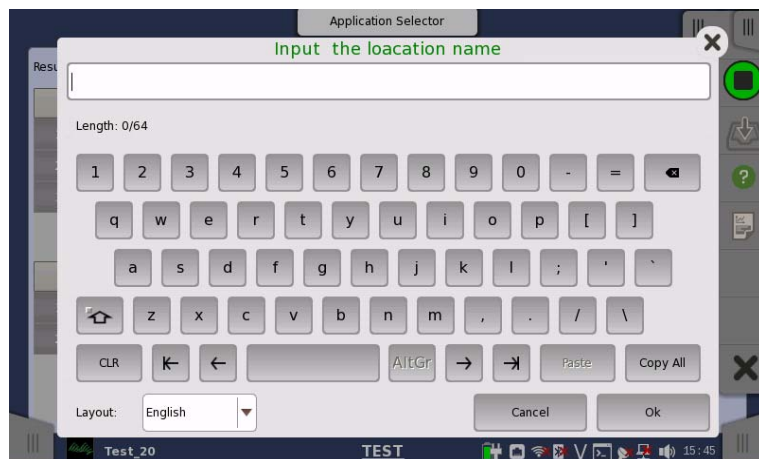 Application Selector
Input the loacation name
Resu
Length: 0/64
1 2 3 4 5 6 7 8 9 0 - =
q w e r t y u i o p [ ]
a s d f g h j k l ; ' `
z x c v b n m , . / \
CLR AltGr Paste Copy All
Layout: English Cancel Ok
Test_20 TEST 15:45